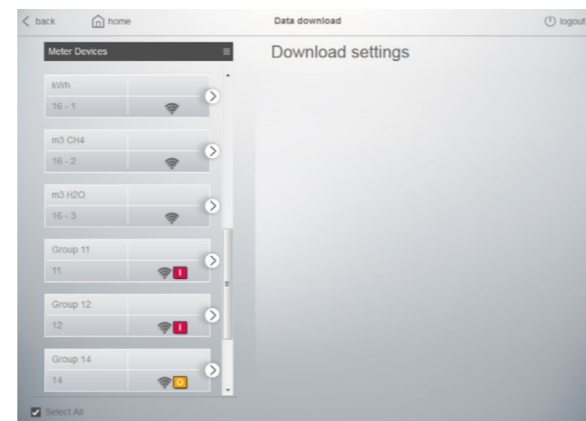 back
home
Data download
logout
Meter Devices
Download settings
kWh
16 - 1
m3 CH4
16 - 2
m3 H2O
16 - 3
Group 11
11
I
Group 12
12
I
Group 14
14
O
Select All